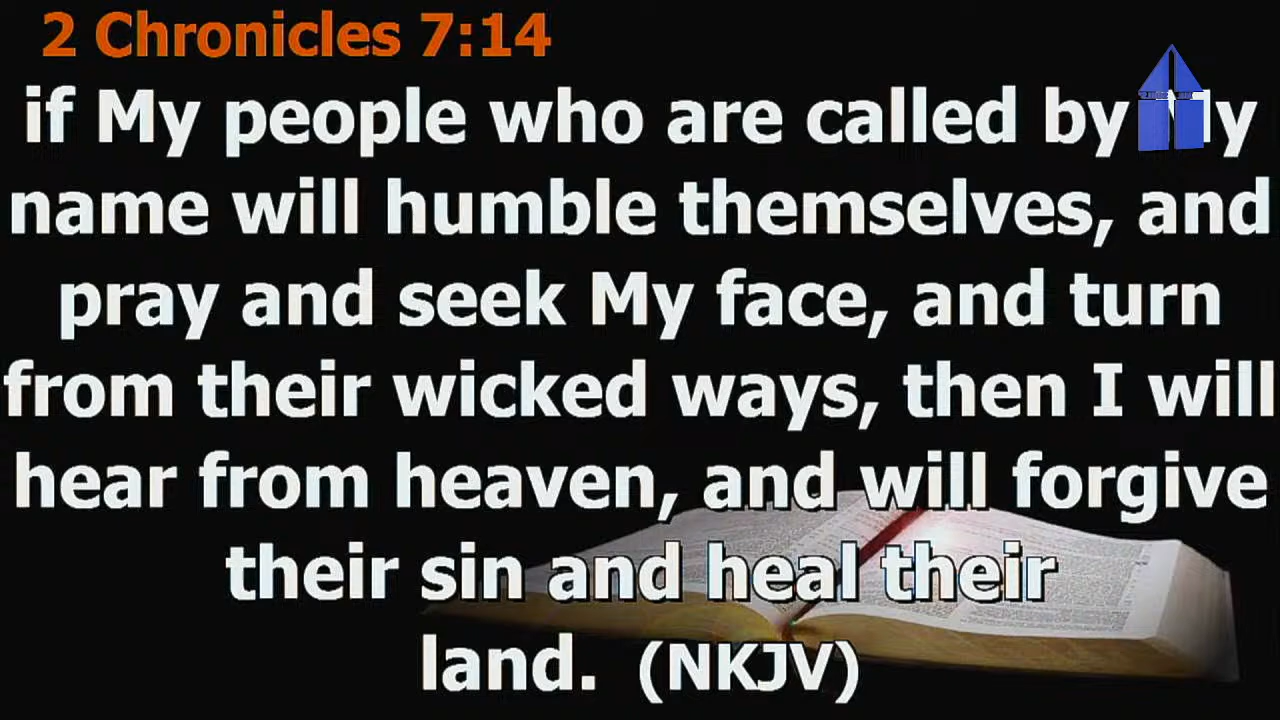 2 Chronicles 7:14
if My people who are called by My
name will humble themselves, and
pray and seek My face, and turn
from their wicked ways, then I will
hear from heaven, and will forgive
their sin and heal their
land. (NKJV)